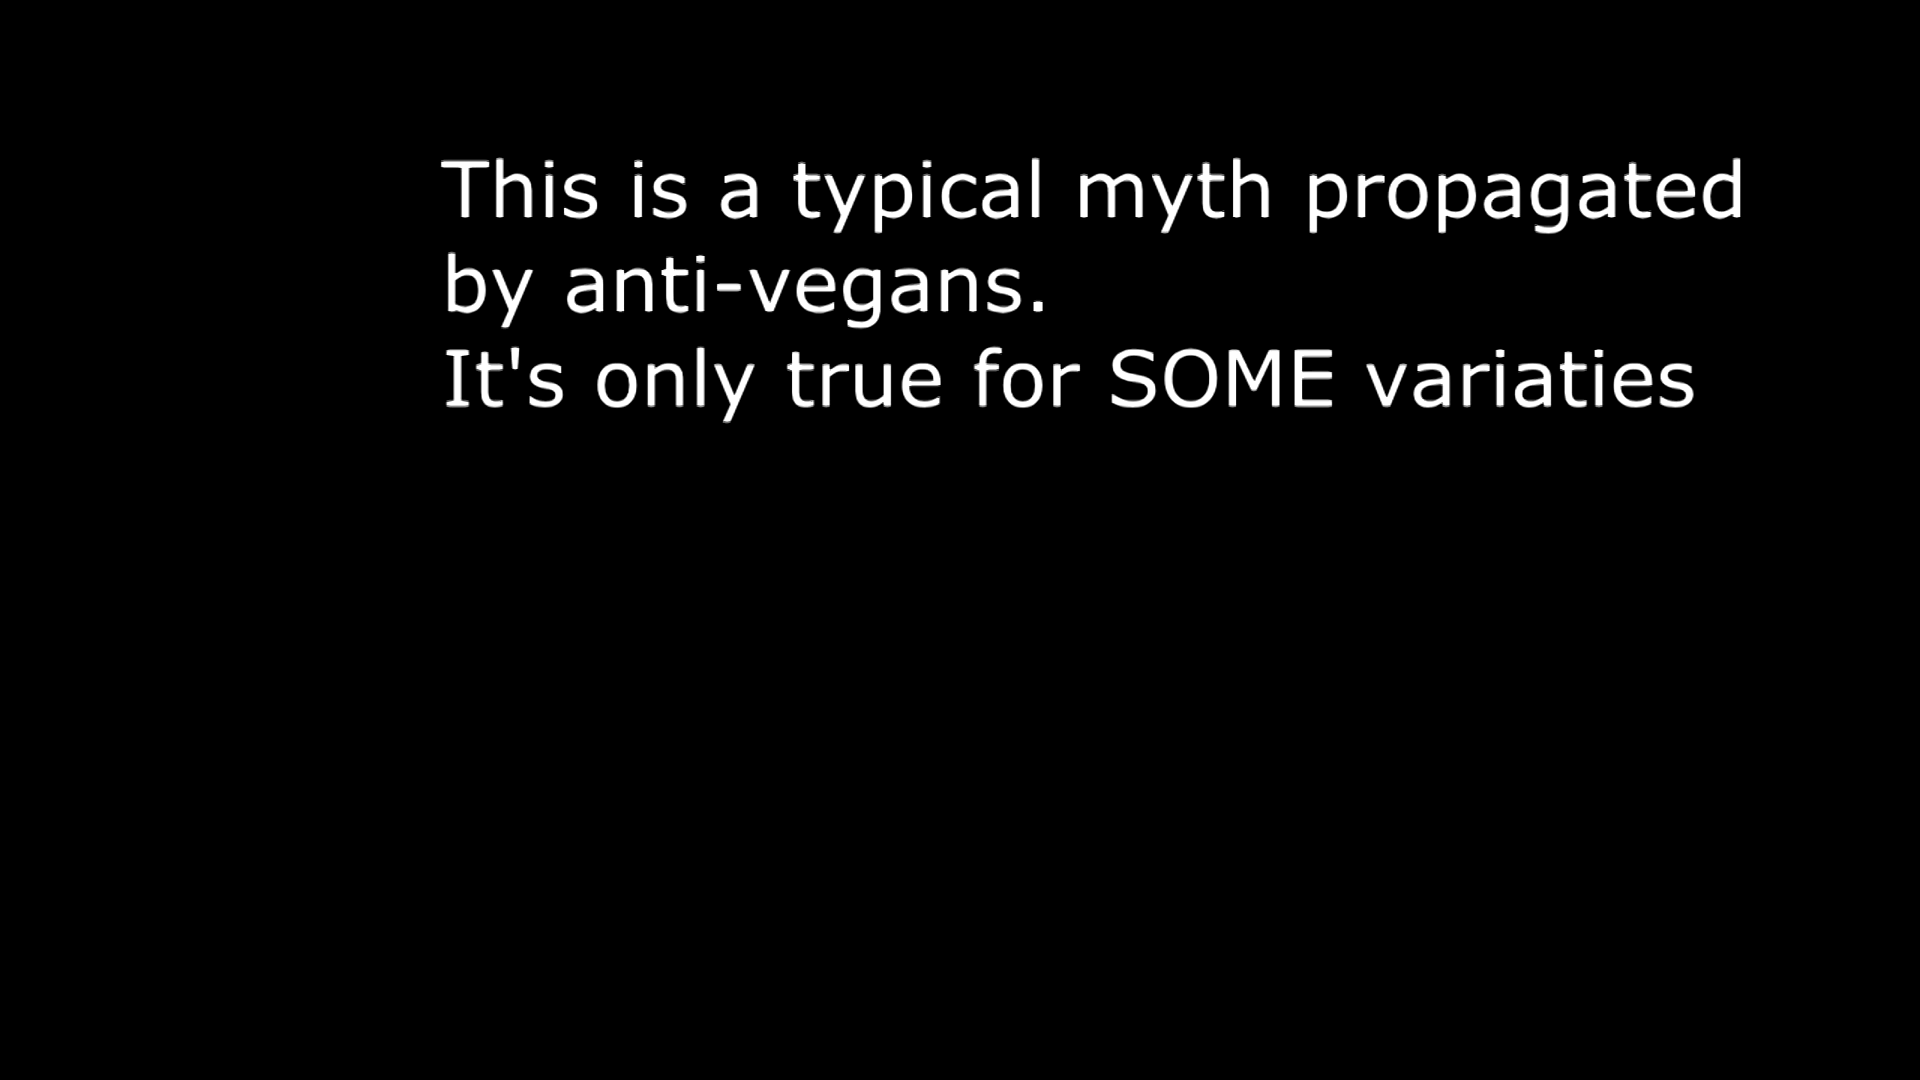 This is a typical myth propagated
by anti-vegans.
It's only true for SOME variaties